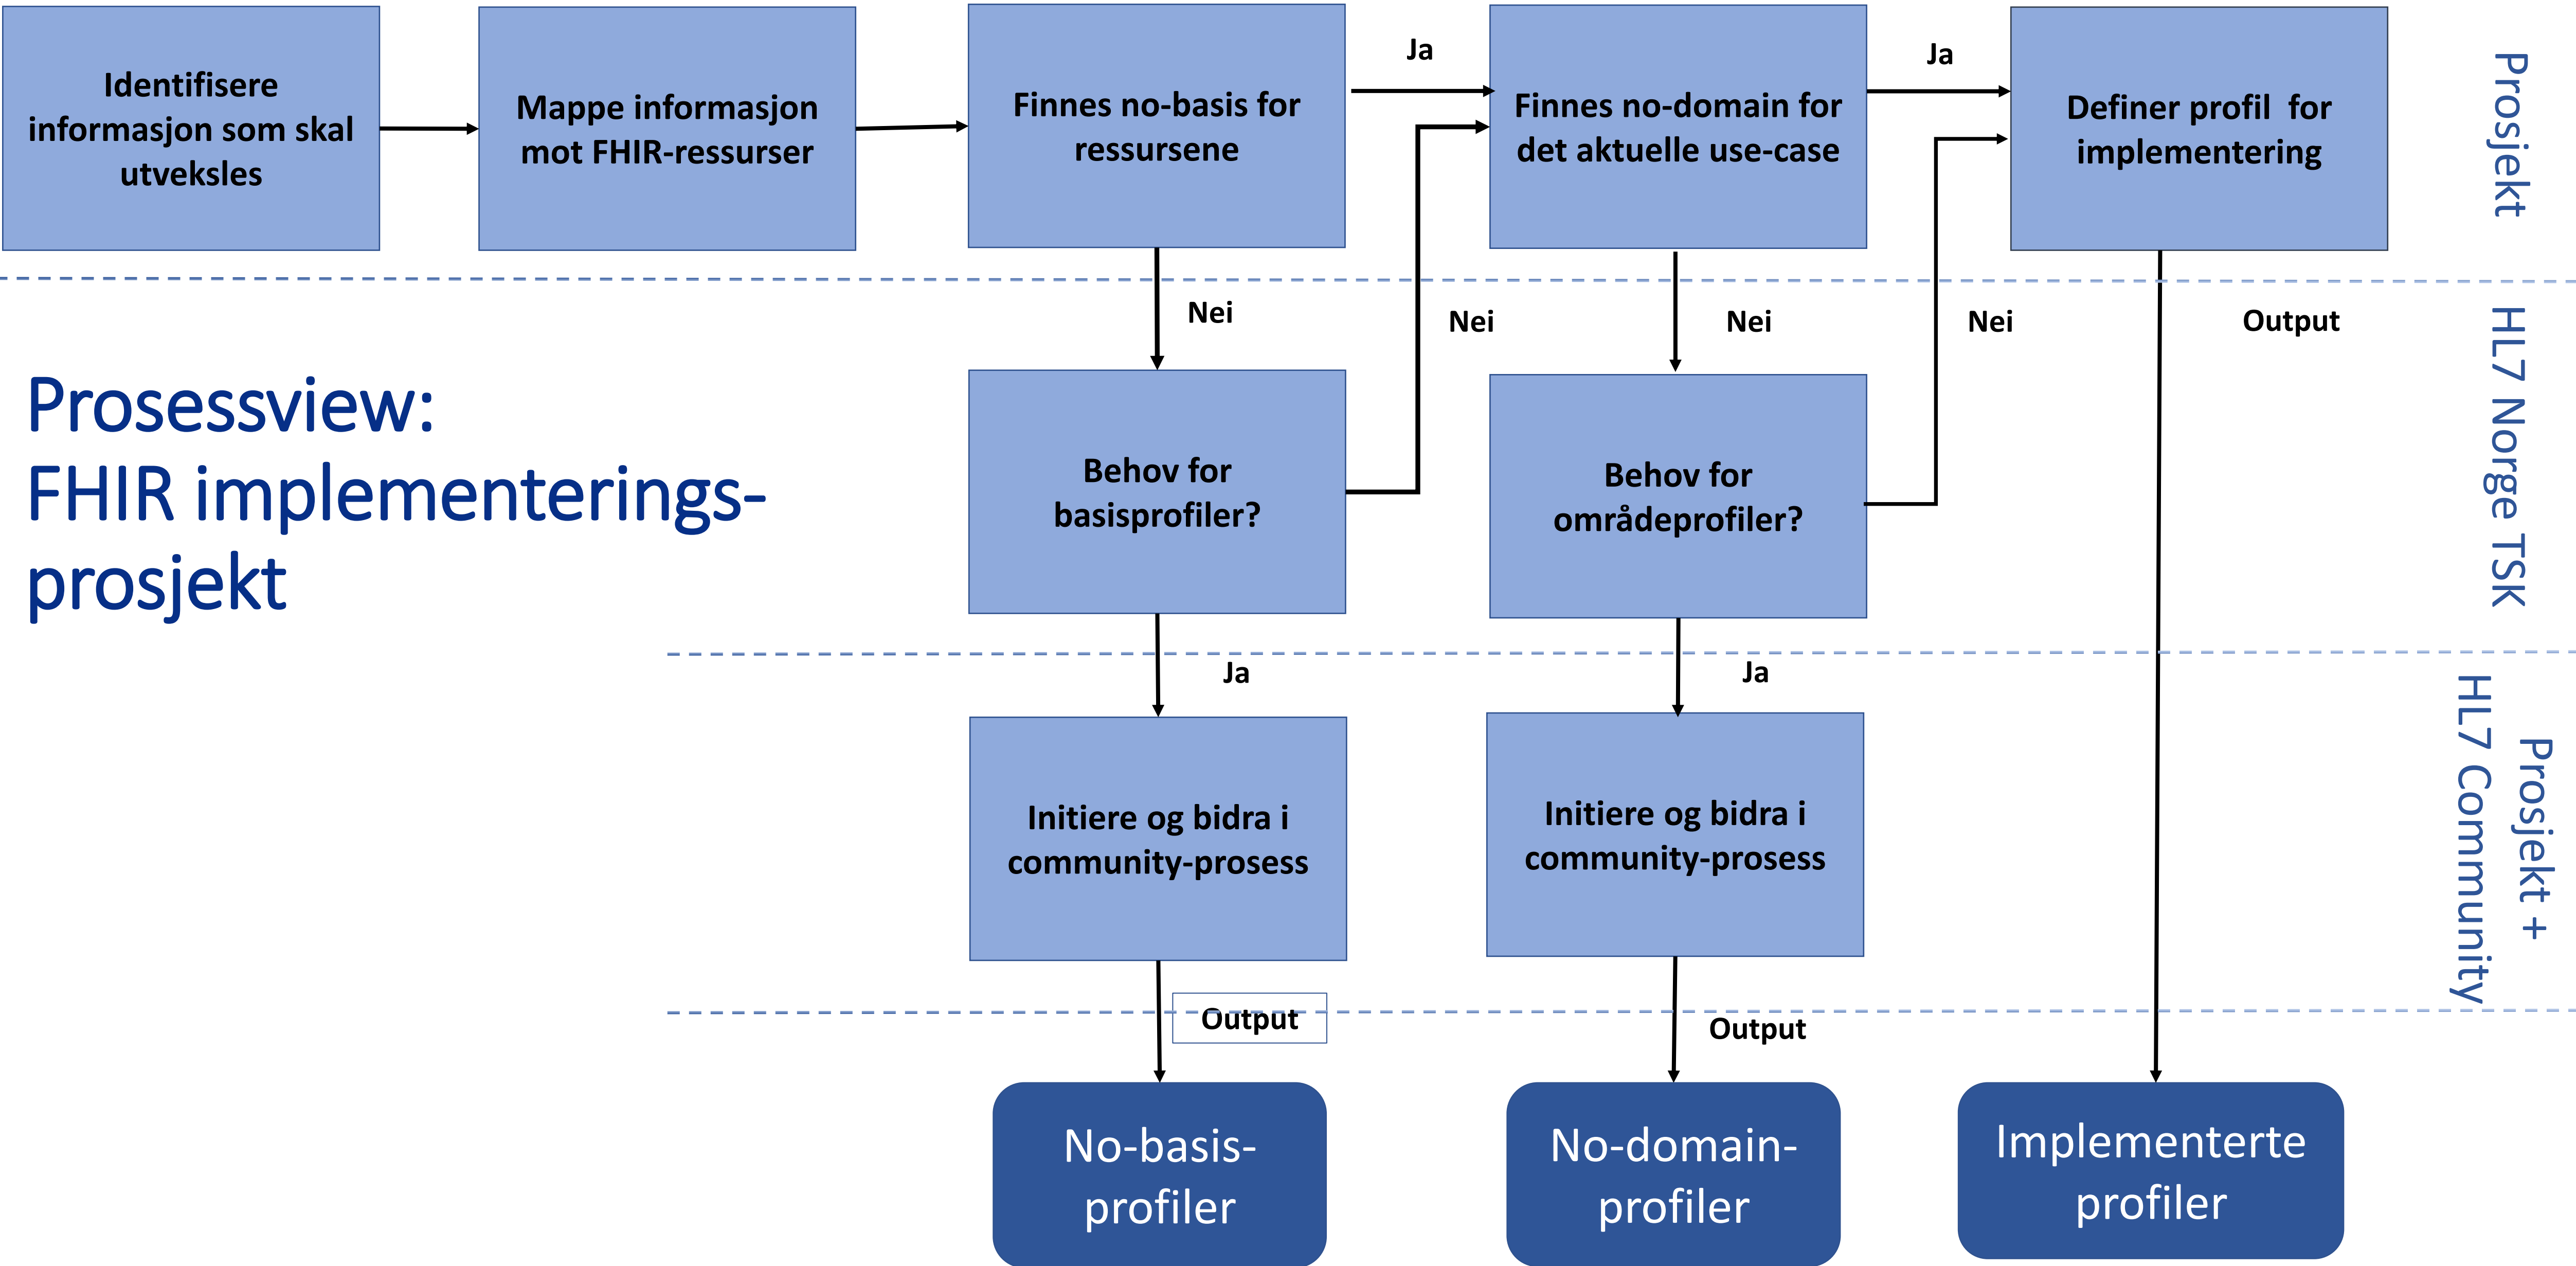 Identifisere
informasjon som skal
utveksles
Mappe informasjon
mot FHIR-ressurser
Finnes no-basis for
ressursene
Ja
Finnes no-domain for
det aktuelle use-case
Ja
Definer profil for
implementering
Prosjekt
Nei
Nei
Nei
Nei
Output
HL7 Norge TSK
Prosessview:
FHIR implementerings-
prosjekt
Behov for
basisprofiler?
Behov for
områdeprofiler?
Ja
Ja
Prosjekt +
HL7 Community
Initiere og bidra i
community-prosess
Initiere og bidra i
community-prosess
Output
Output
No-basis-
profiler
No-domain-
profiler
Implementerte
profiler